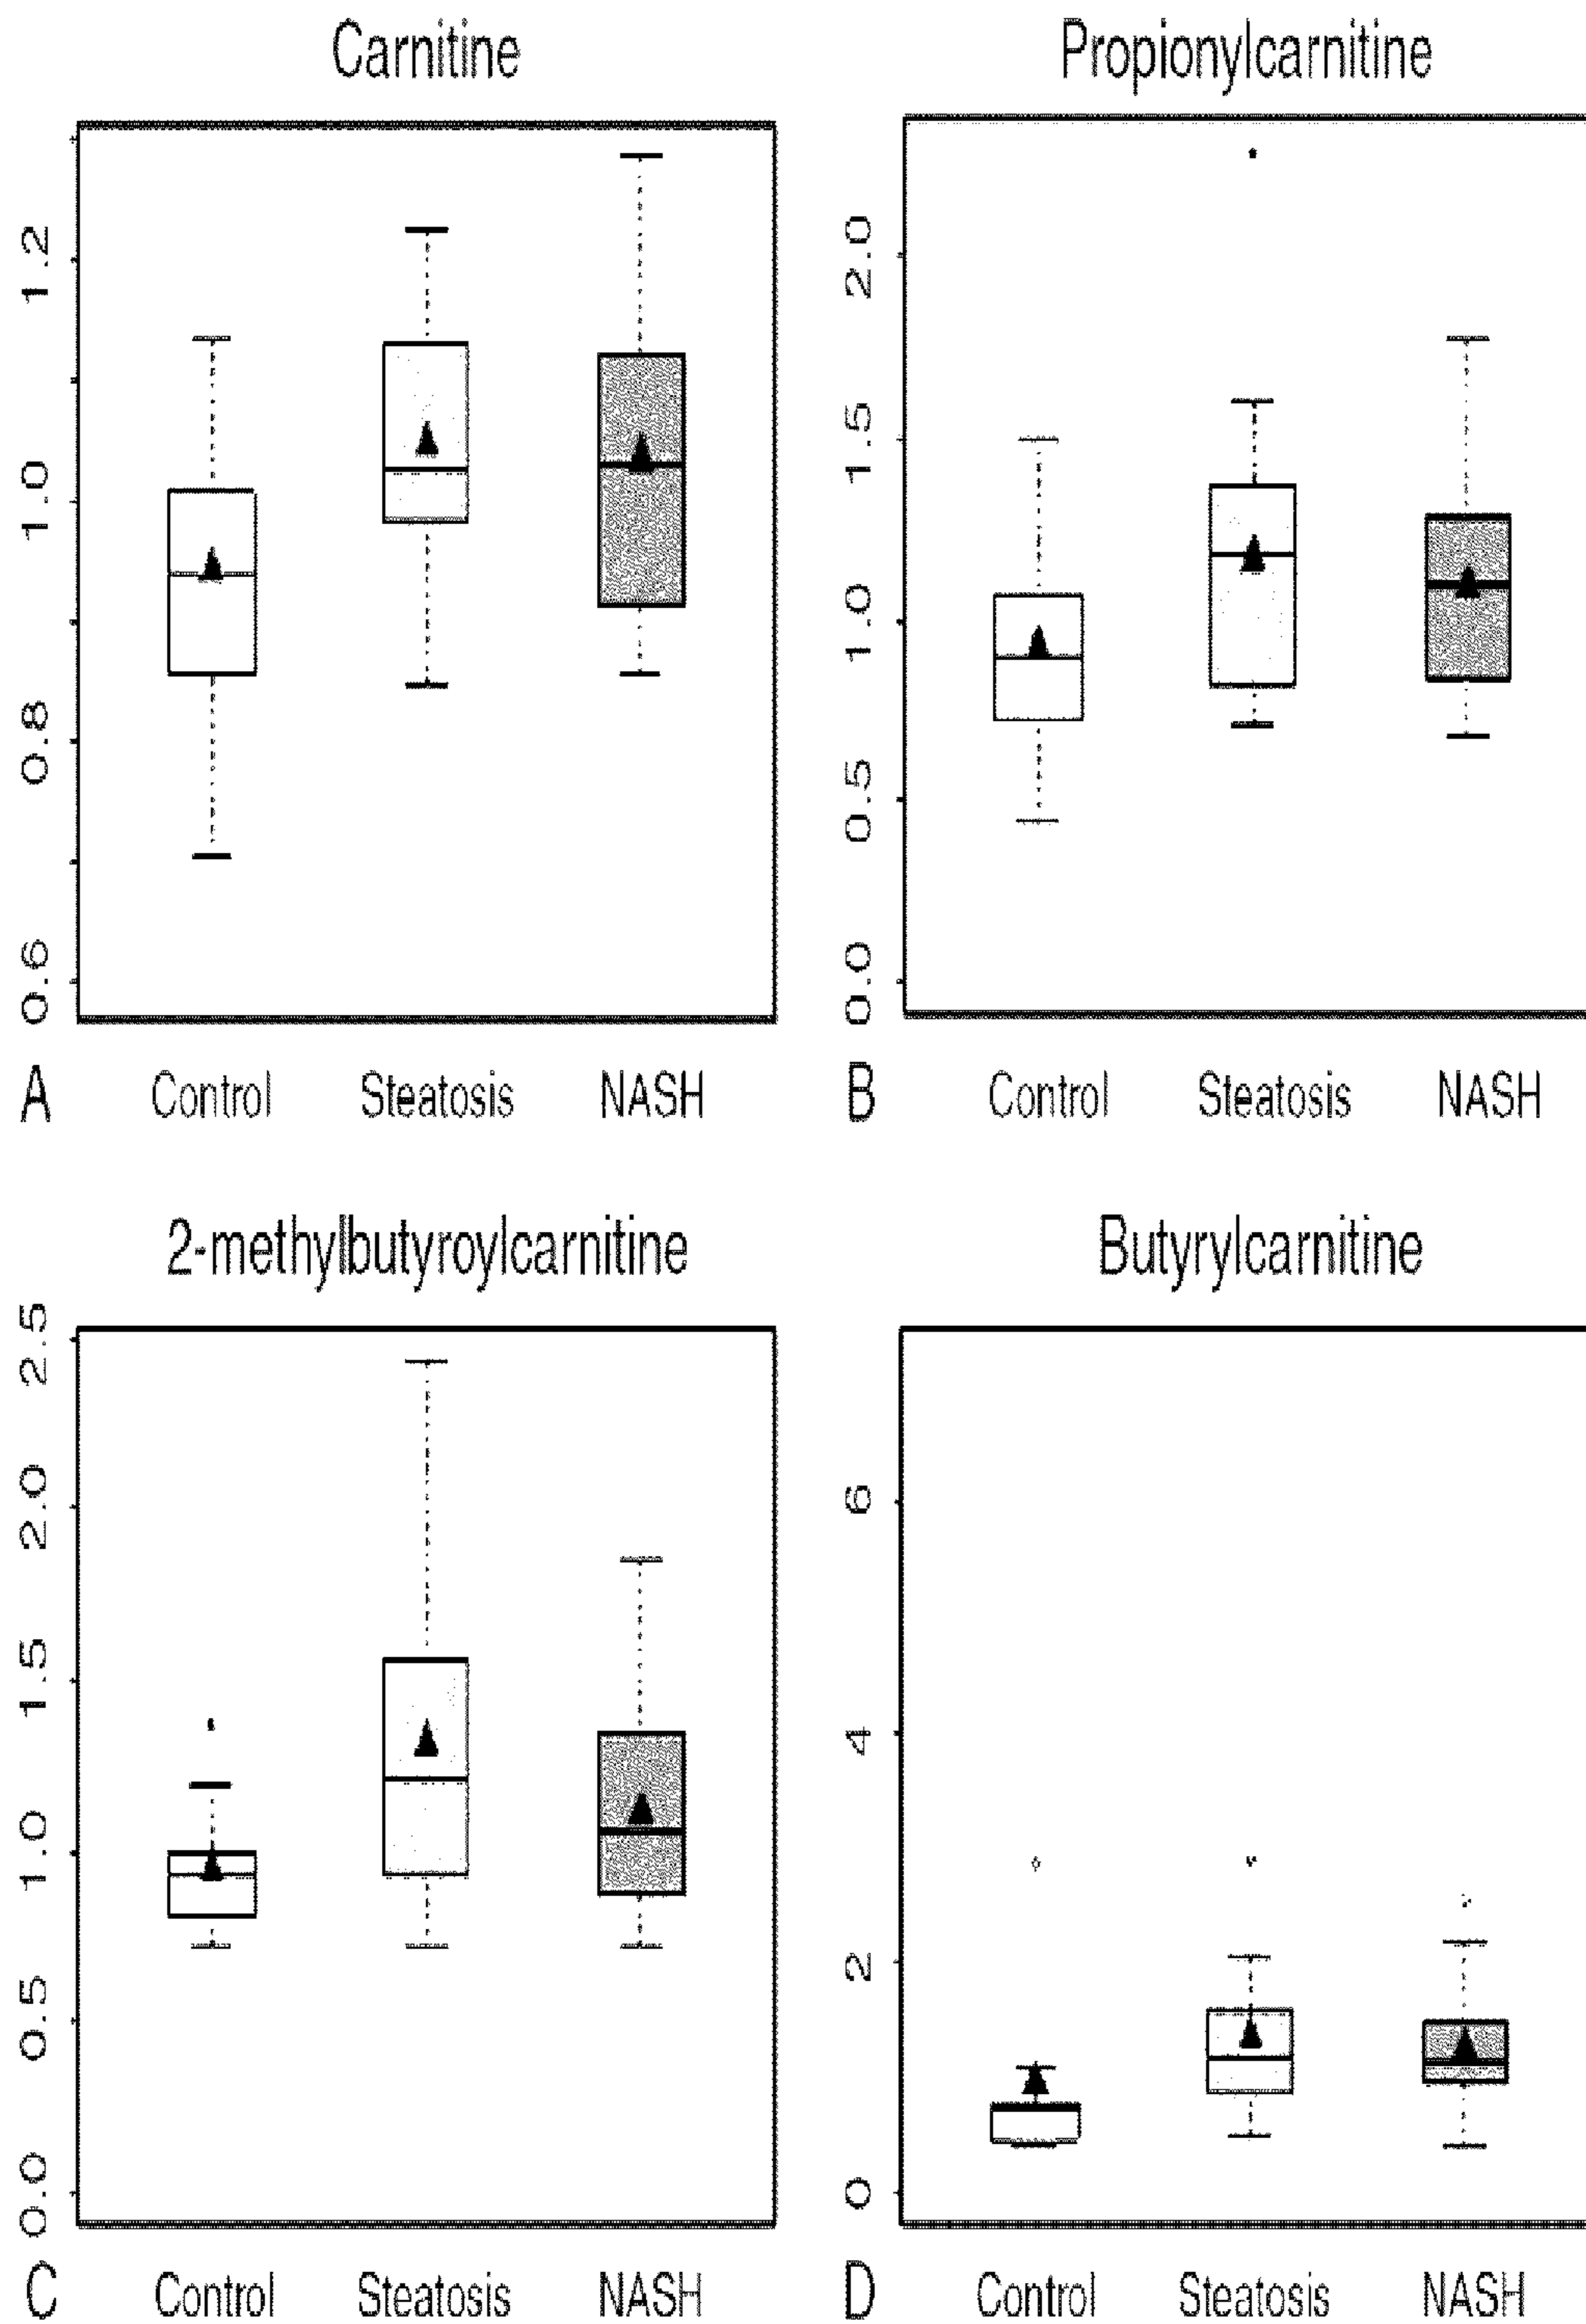 Carnitine
1.2
1.0
0.8
0.6
A Control Steatosis NASH
Propionylcarnitine
2.0
1.5
1.0
0.5
0.0
B Control Steatosis NASH
2-methylbutyroylcarnitine
2.5
2.0
1.5
1.0
0.5
0.0
C Control Steatosis NASH
Butyrylcarnitine
6
4
2
0
D Control Steatosis NASH